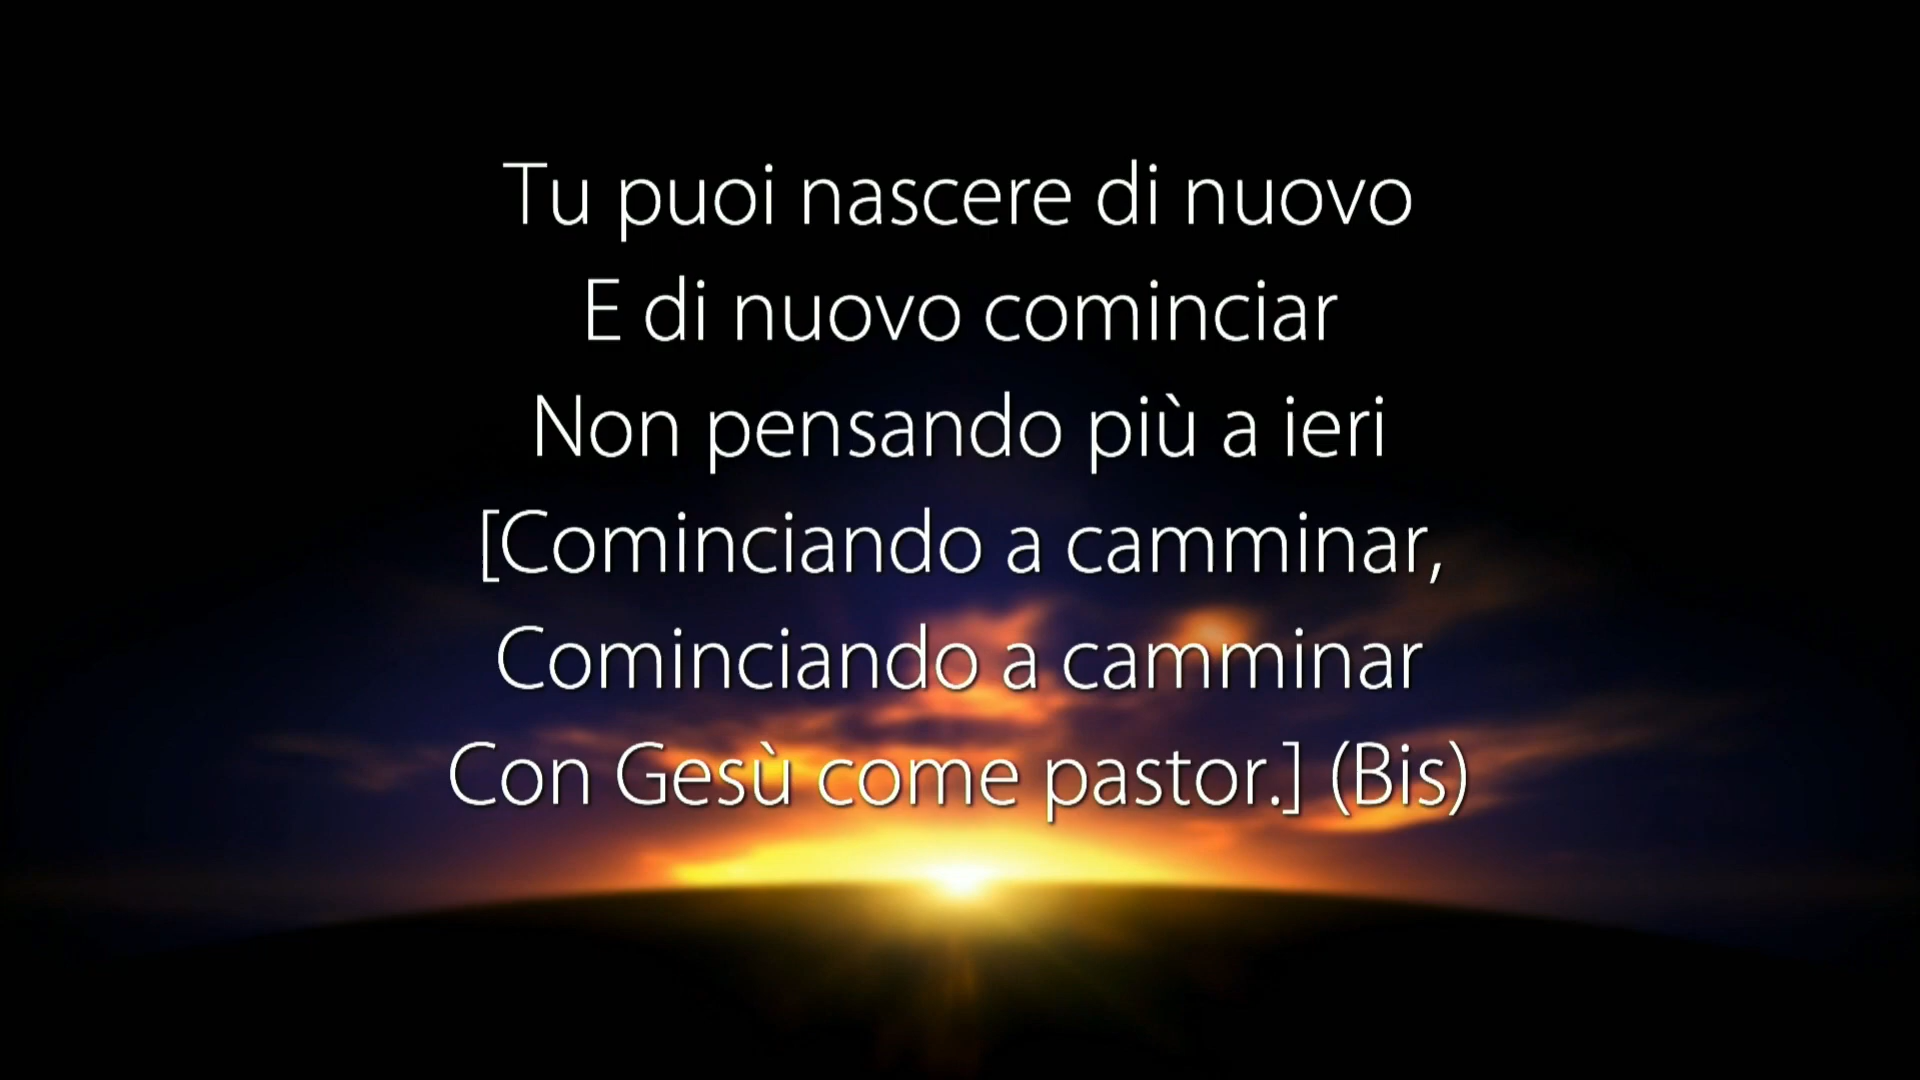 Tu puoi nascere di nuovo
E di nuovo cominciar
Non pensando più a ieri
[Cominciando a camminar,
Cominciando a camminar
Con Gesù come pastor.] (Bis)